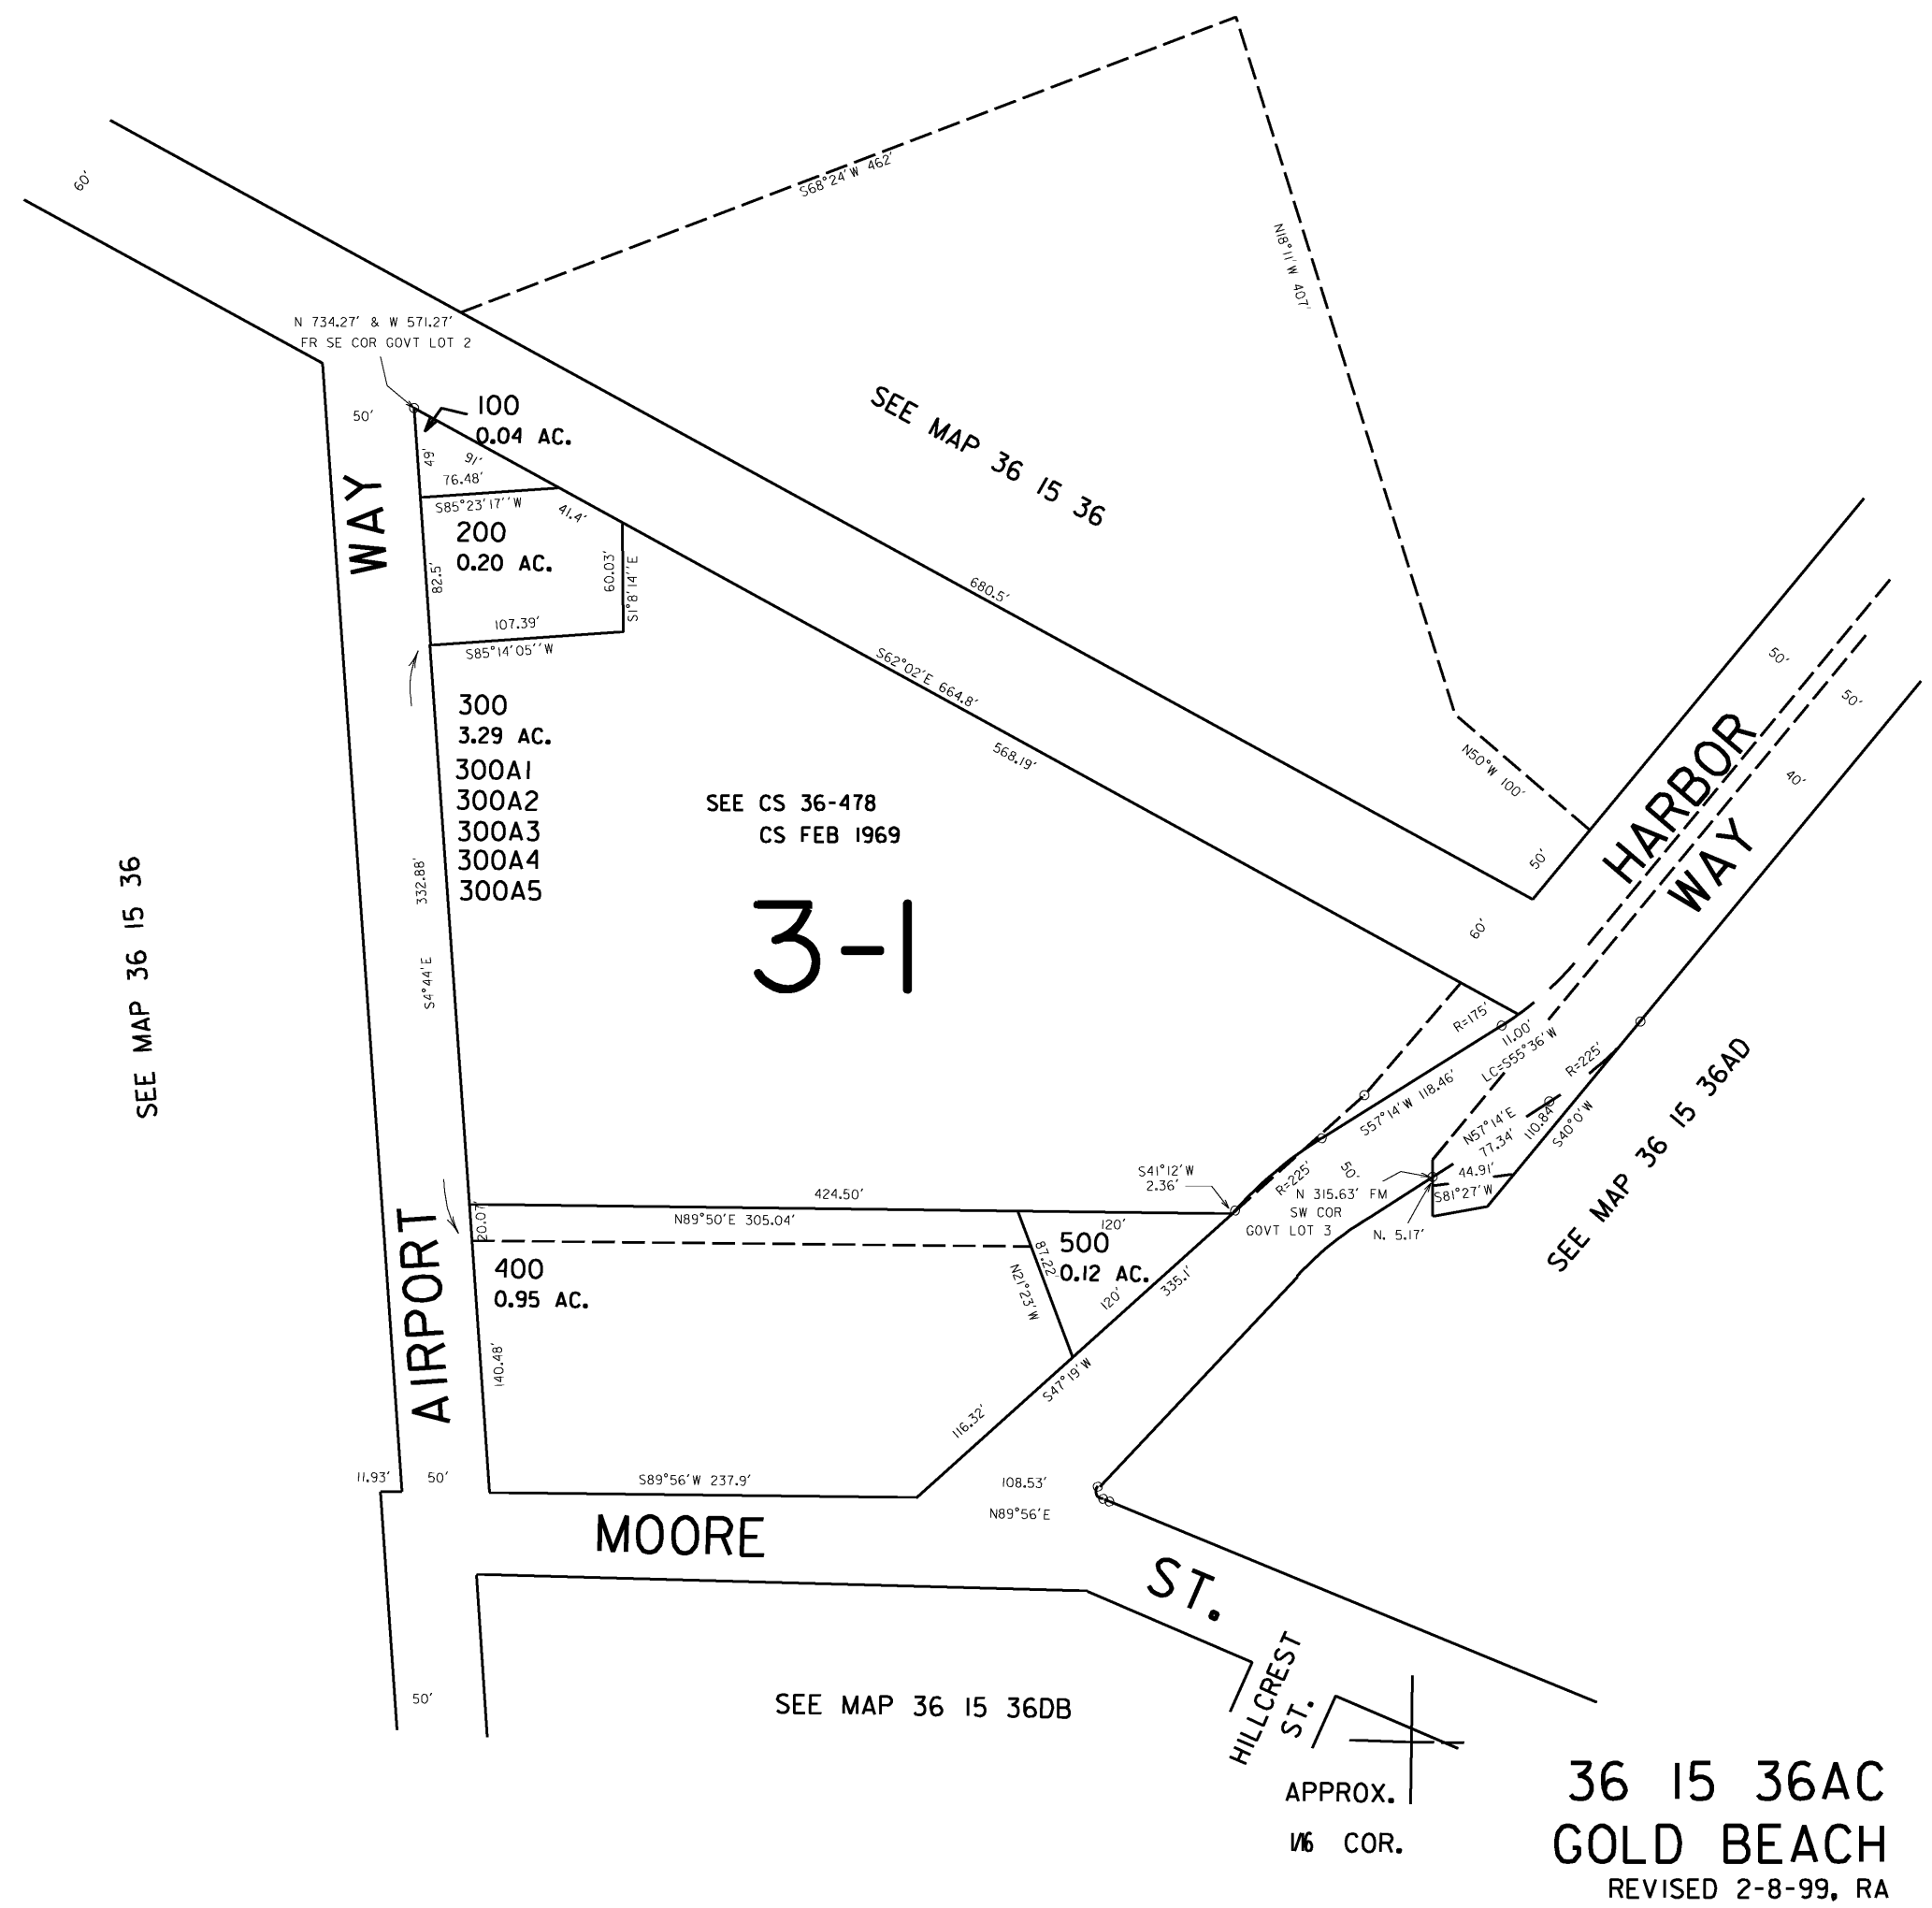 S68°24'W 462'
60'
N18°11'W 407'
N 734.27' & W 571.27'
FR SE COR GOVT LOT 2
50'
100
0.04 AC.
49'
91'
76.48'
S85°23'17''W
41.4'
200
0.20 AC.
82.5'
60.03'
S1°8'14''E
107.39'
S85°14'05''W
WAY
SEE MAP 36 15 36
680.5'
S62°02'E 664.8'
568.19'
N50°W 100'
50'
50'
50'
40'
HARBOR
WAY
60'
300
3.29 AC.
300A1
300A2
300A3
300A4
300A5
SEE CS 36-478
CS FEB 1969
3-1
332.88'
S4°44'E
SEE MAP 36 15 36
R=175'
11.00'
LC=S55°36'W
S57°14'W 118.46'
R=225'
N57°14'E
77.34'
110.84'
S40°0'W
SEE MAP 36 15 36AD
S41°12'W
2.36'
R=225'
50'
44.91'
S81°27'W
N 315.63' FM
SW COR
GOVT LOT 3
N. 5.17'
424.50'
N89°50'E 305.04'
20.07'
120'
500
0.12 AC.
87.22'
N21°23'W
120'
335.1'
S47°19'W
116.32'
400
0.95 AC.
140.48'
AIRPORT
11.93'
50'
S89°56'W 237.9'
108.53'
N89°56'E
MOORE
ST.
HILLCREST
ST.
50'
SEE MAP 36 15 36DB
APPROX.
1/16 COR.
36 15 36AC
GOLD BEACH
REVISED 2-8-99, RA